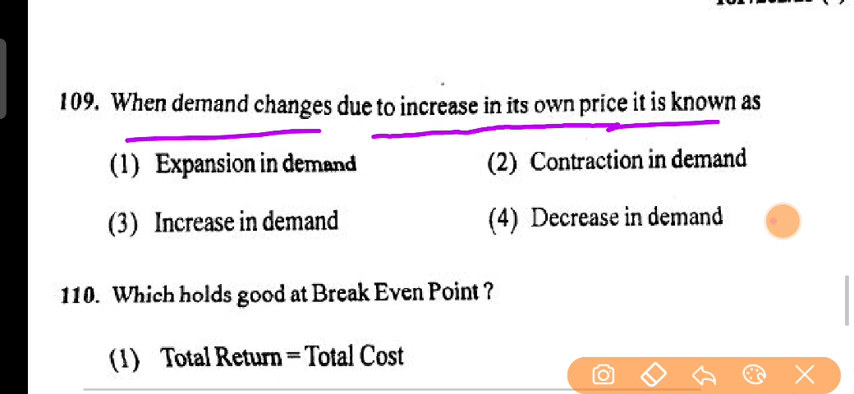 109. When demand changes due to increase in its own price it is known as
(1) Expansion in demand (2) Contraction in demand
(3) Increase in demand (4) Decrease in demand
110. Which holds good at Break Even Point ?
(1) Total Return = Total Cost